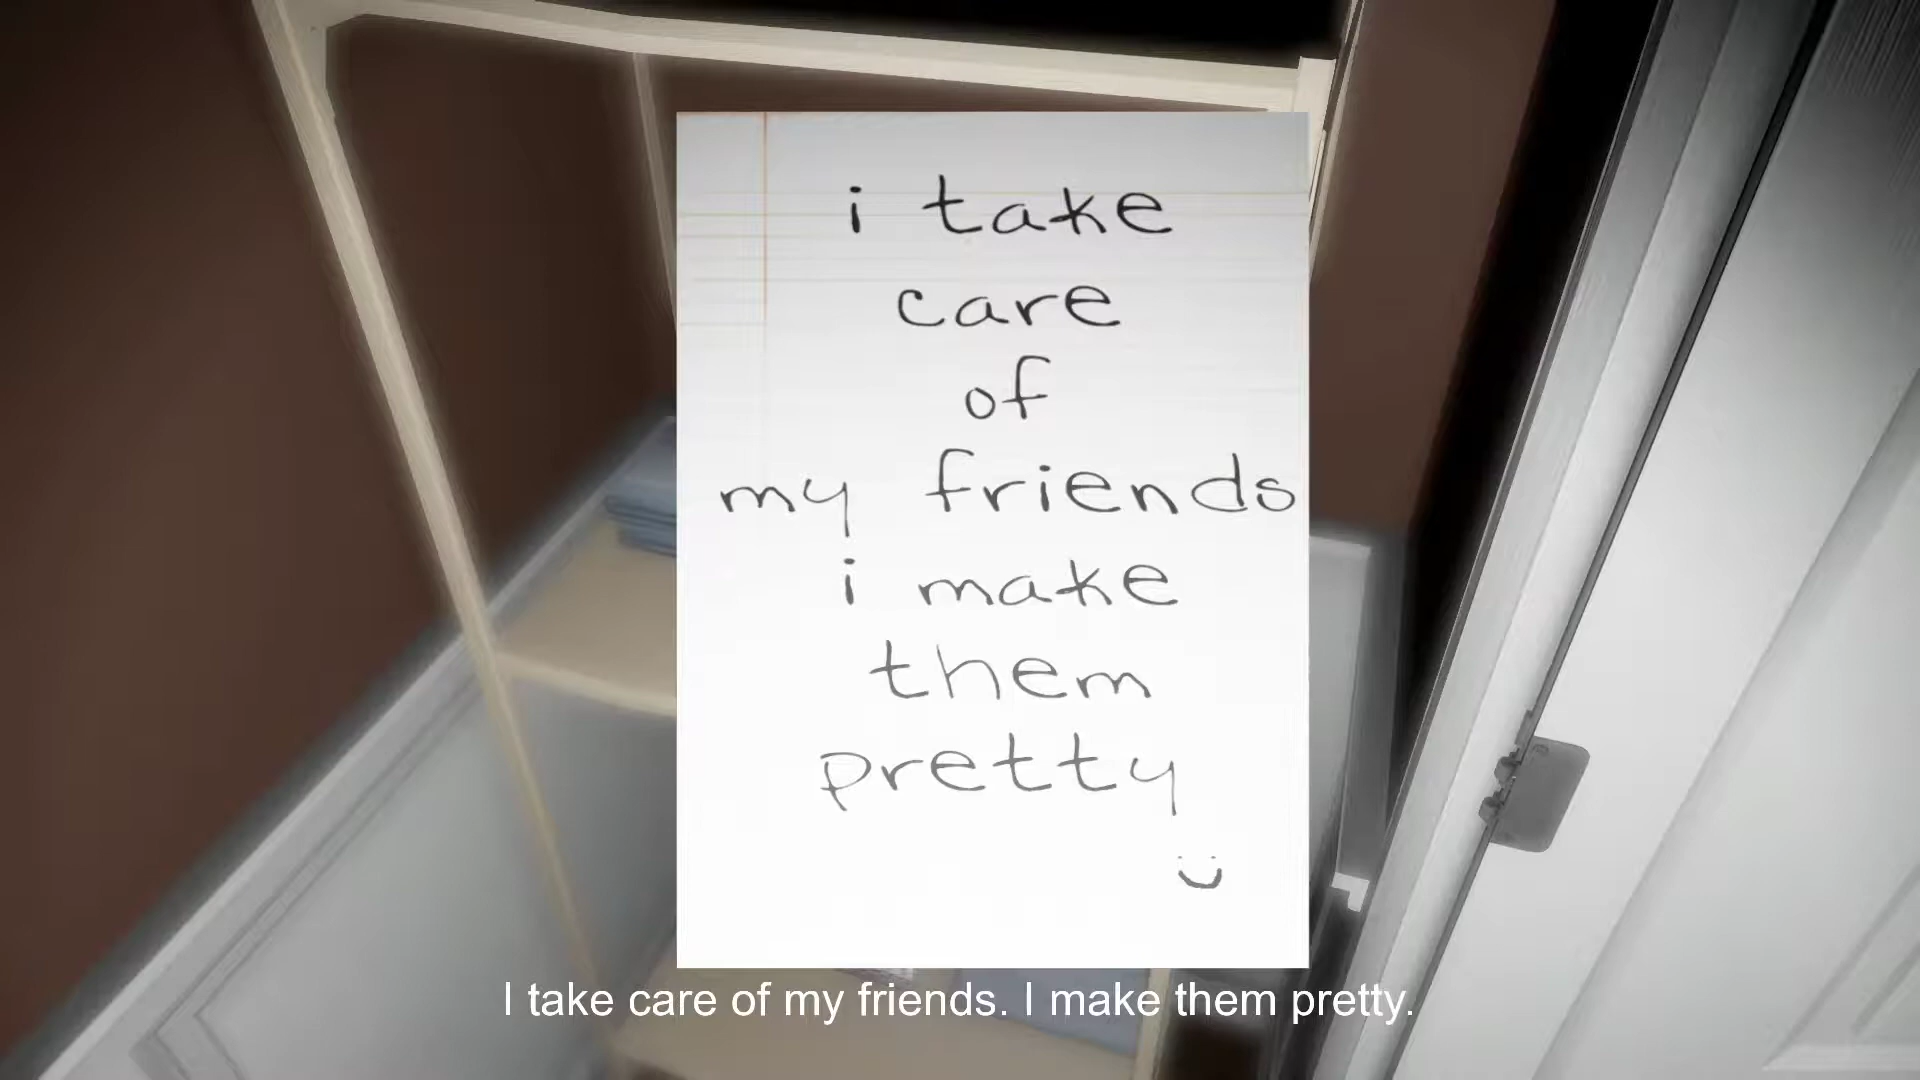 i take
care
of
my friends
i make
them
pretty
I take care of my friends. I make them pretty.